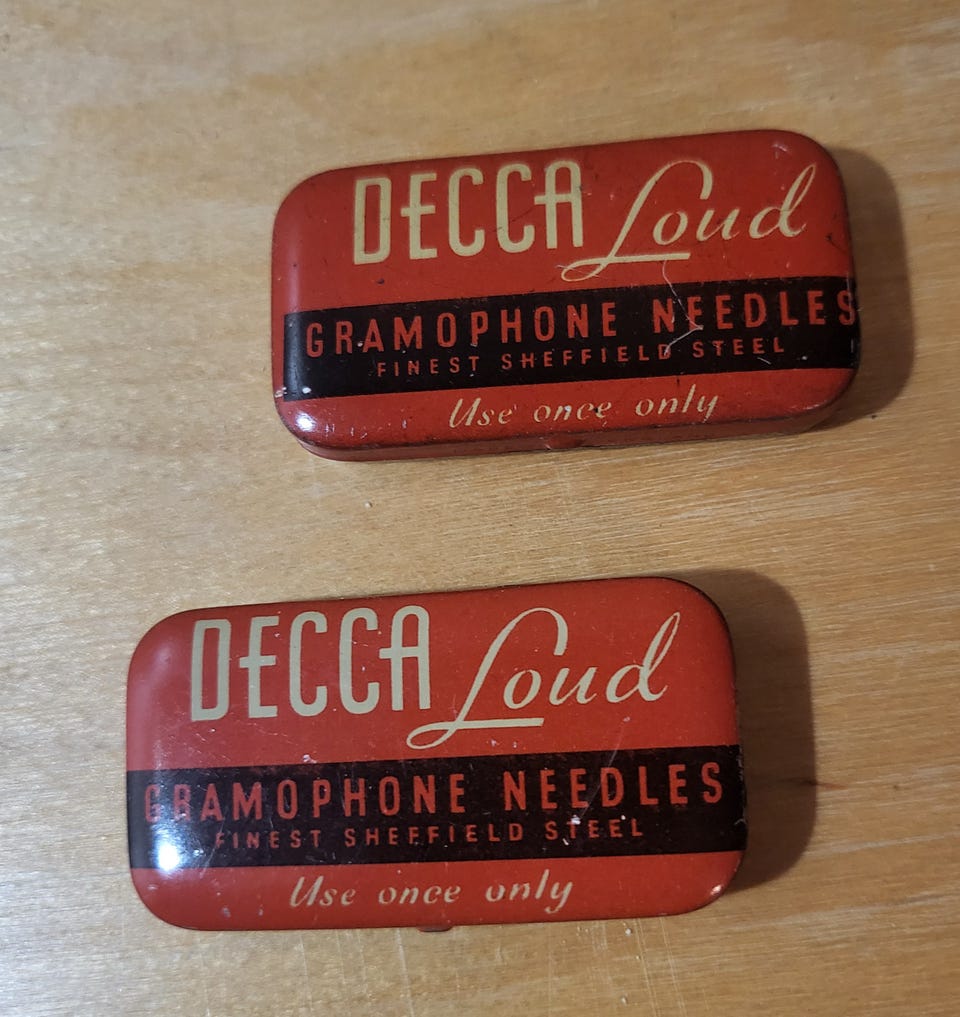 DECCA Loud
GRAMOPHONE NEEDLES
FINEST SHEFFIELD STEEL
Use once only
DECCA Loud
GRAMOPHONE NEEDLES
FINEST SHEFFIELD STEEL
Use once only